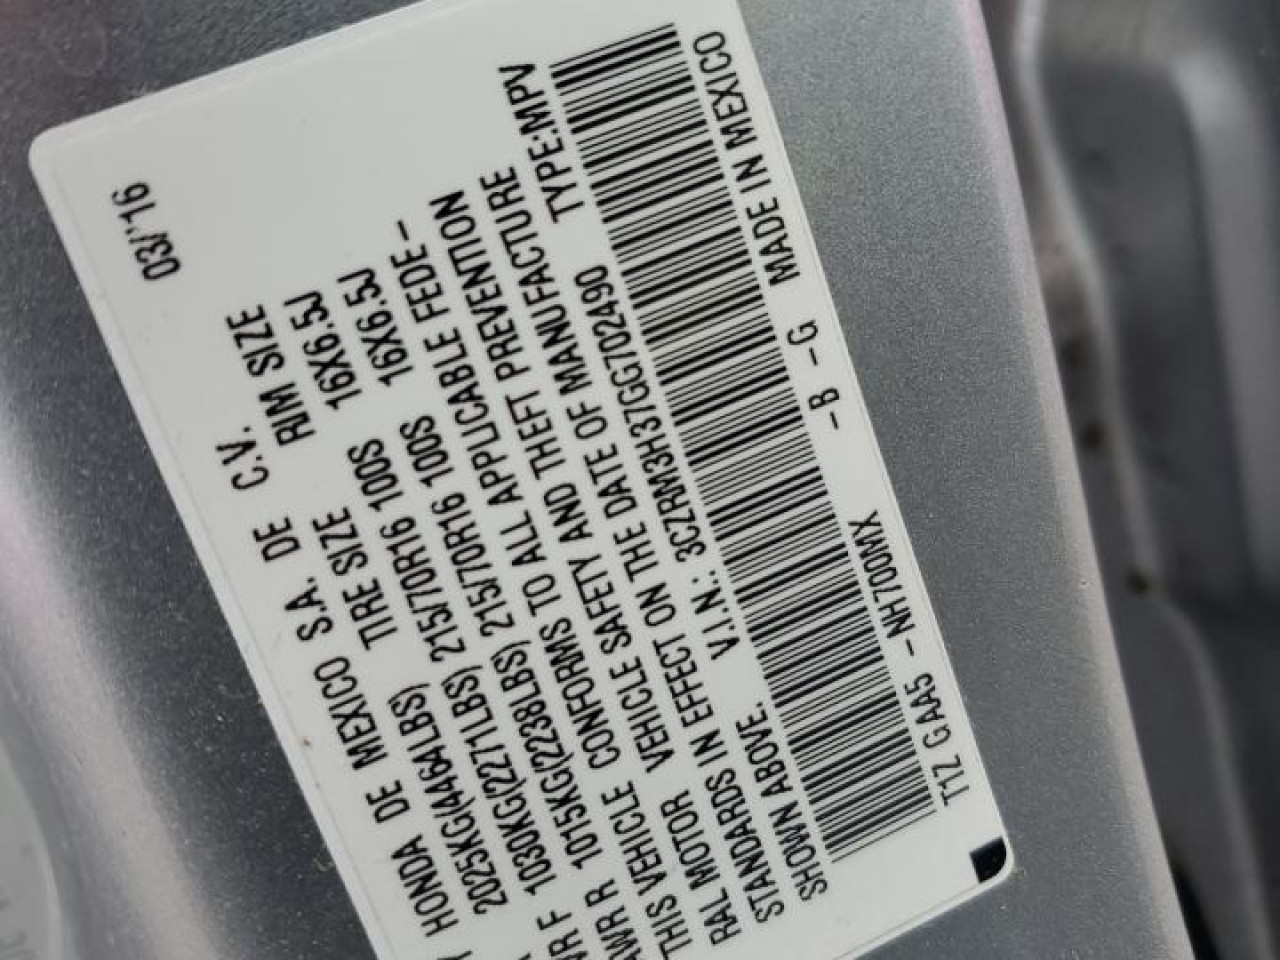 Y HONDA DE MEXICO S.A. DE C.V. 03/'16
2025KG(4464LBS) TIRE SIZE RIM SIZE
WR F 1030KG(2271LBS) 215/70R16 100S 16X6.5J
AWR R 1015KG(2238LBS) 215/70R16 100S 16X6.5J
THIS VEHICLE CONFORMS TO ALL APPLICABLE FEDE-
RAL MOTOR VEHICLE SAFETY AND THEFT PREVENTION
STANDARDS IN EFFECT ON THE DATE OF MANUFACTURE
SHOWN ABOVE. V.I.N.: 3CZRM3H37GG702490 TYPE:MPV
T1Z GAA5 - NH700MX -B -G MADE IN MEXICO